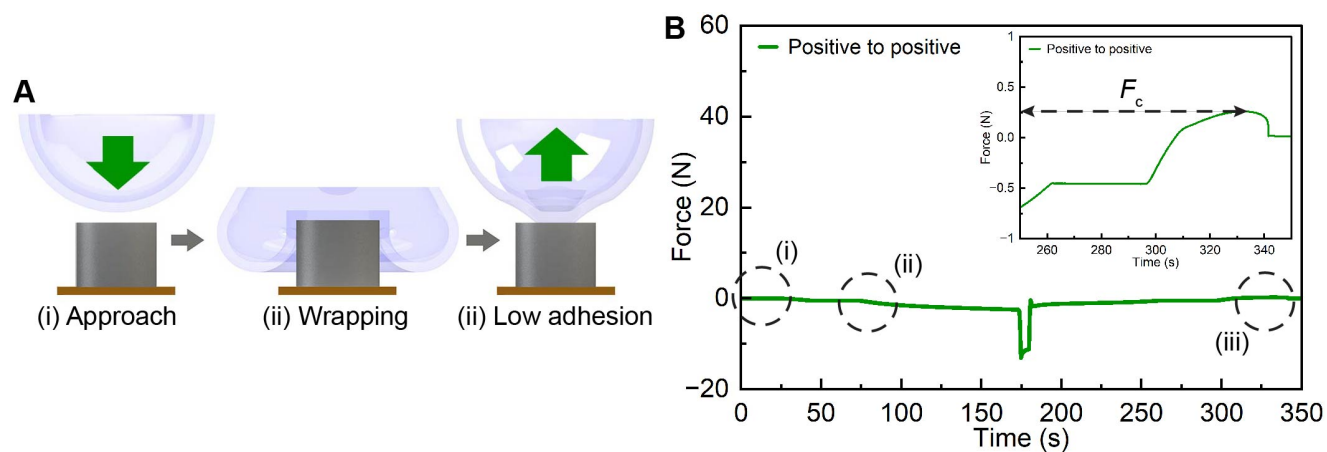 A
(i) Approach
(ii) Wrapping
(ii) Low adhesion
B
Force (N)
60
40
20
0
−20
Positive to positive
(i)
(ii)
(iii)
0 50 100 150 200 250 300 350
Time (s)
Force (N)
1
0.5
0.0
−0.5
−1
Positive to positive
Fc
260 280 300 320 340
Time (s)